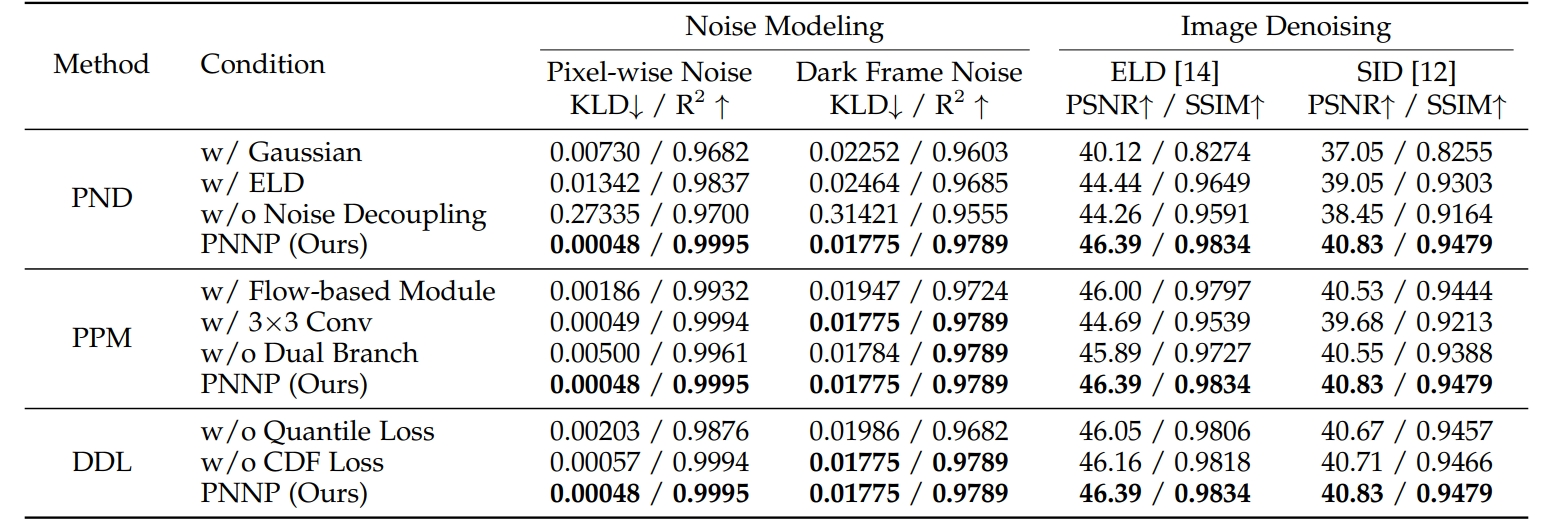 Noise Modeling Image Denoising
Method Condition
Pixel-wise Noise Dark Frame Noise ELD [14] SID [12]
KLD↓ / R² ↑ KLD↓ / R² ↑ PSNR↑ / SSIM↑ PSNR↑ / SSIM↑
PND
w/ Gaussian 0.00730 / 0.9682 0.02252 / 0.9603 40.12 / 0.8274 37.05 / 0.8255
w/ ELD 0.01342 / 0.9837 0.02464 / 0.9685 44.44 / 0.9649 39.05 / 0.9303
w/o Noise Decoupling 0.27335 / 0.9700 0.31421 / 0.9555 44.26 / 0.9591 38.45 / 0.9164
PNNP (Ours) 0.00048 / 0.9995 0.01775 / 0.9789 46.39 / 0.9834 40.83 / 0.9479
PPM
w/ Flow-based Module 0.00186 / 0.9932 0.01947 / 0.9724 46.00 / 0.9797 40.53 / 0.9444
w/ 3×3 Conv 0.00049 / 0.9994 0.01775 / 0.9789 44.69 / 0.9539 39.68 / 0.9213
w/o Dual Branch 0.00500 / 0.9961 0.01784 / 0.9789 45.89 / 0.9727 40.55 / 0.9388
PNNP (Ours) 0.00048 / 0.9995 0.01775 / 0.9789 46.39 / 0.9834 40.83 / 0.9479
DDL
w/o Quantile Loss 0.00203 / 0.9876 0.01986 / 0.9682 46.05 / 0.9806 40.67 / 0.9457
w/o CDF Loss 0.00057 / 0.9994 0.01775 / 0.9789 46.16 / 0.9818 40.71 / 0.9466
PNNP (Ours) 0.00048 / 0.9995 0.01775 / 0.9789 46.39 / 0.9834 40.83 / 0.9479